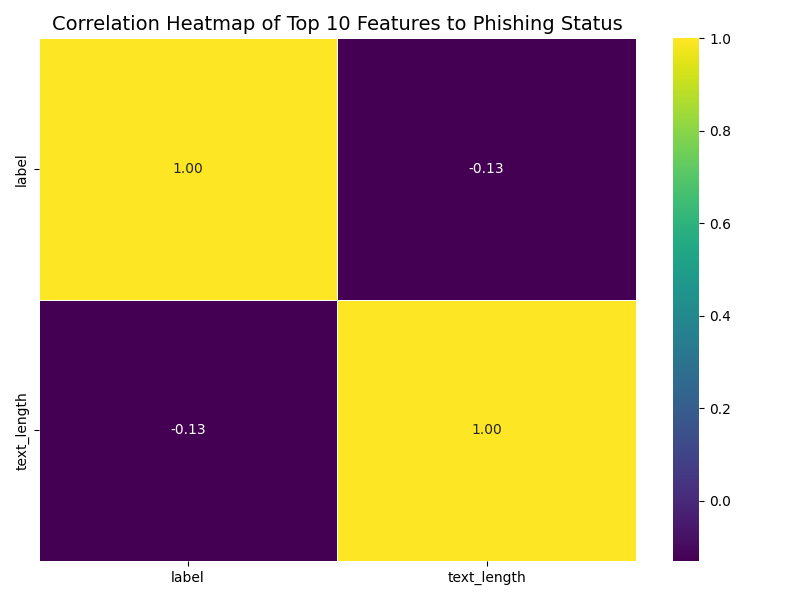 Correlation Heatmap of Top 10 Features to Phishing Status
label
1.00
-0.13
text_length
-0.13
1.00
label
text_length
1.0
0.8
0.6
0.4
0.2
0.0